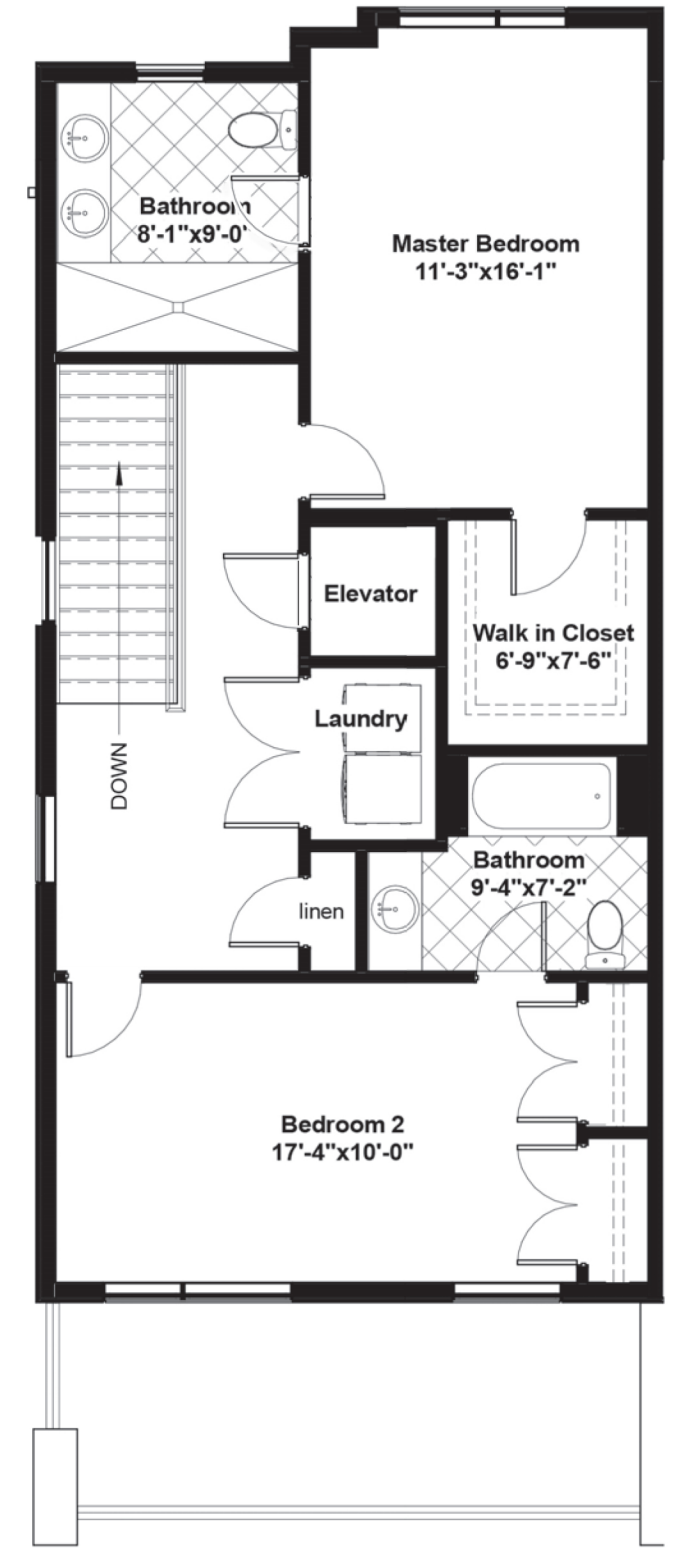 Bathroom
8'-1"x9'-0'
Master Bedroom
11'-3"x16'-1"
Elevator
Walk in Closet
6'-9"x7'-6"
Laundry
DOWN
Bathroom
9'-4"x7'-2"
linen
Bedroom 2
17'-4"x10'-0"